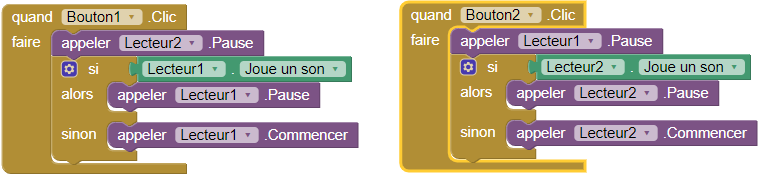 quand Bouton1 .Clic
faire appeler Lecteur2 .Pause
si Lecteur1 . Joue un son
alors appeler Lecteur1 .Pause
sinon appeler Lecteur1 .Commencer
quand Bouton2 .Clic
faire appeler Lecteur1 .Pause
si Lecteur2 . Joue un son
alors appeler Lecteur2 .Pause
sinon appeler Lecteur2 .Commencer